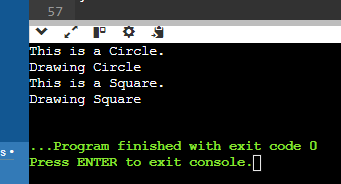 57
This is a Circle.
Drawing Circle
This is a Square.
Drawing Square
s
...Program finished with exit code 0
Press ENTER to exit console.